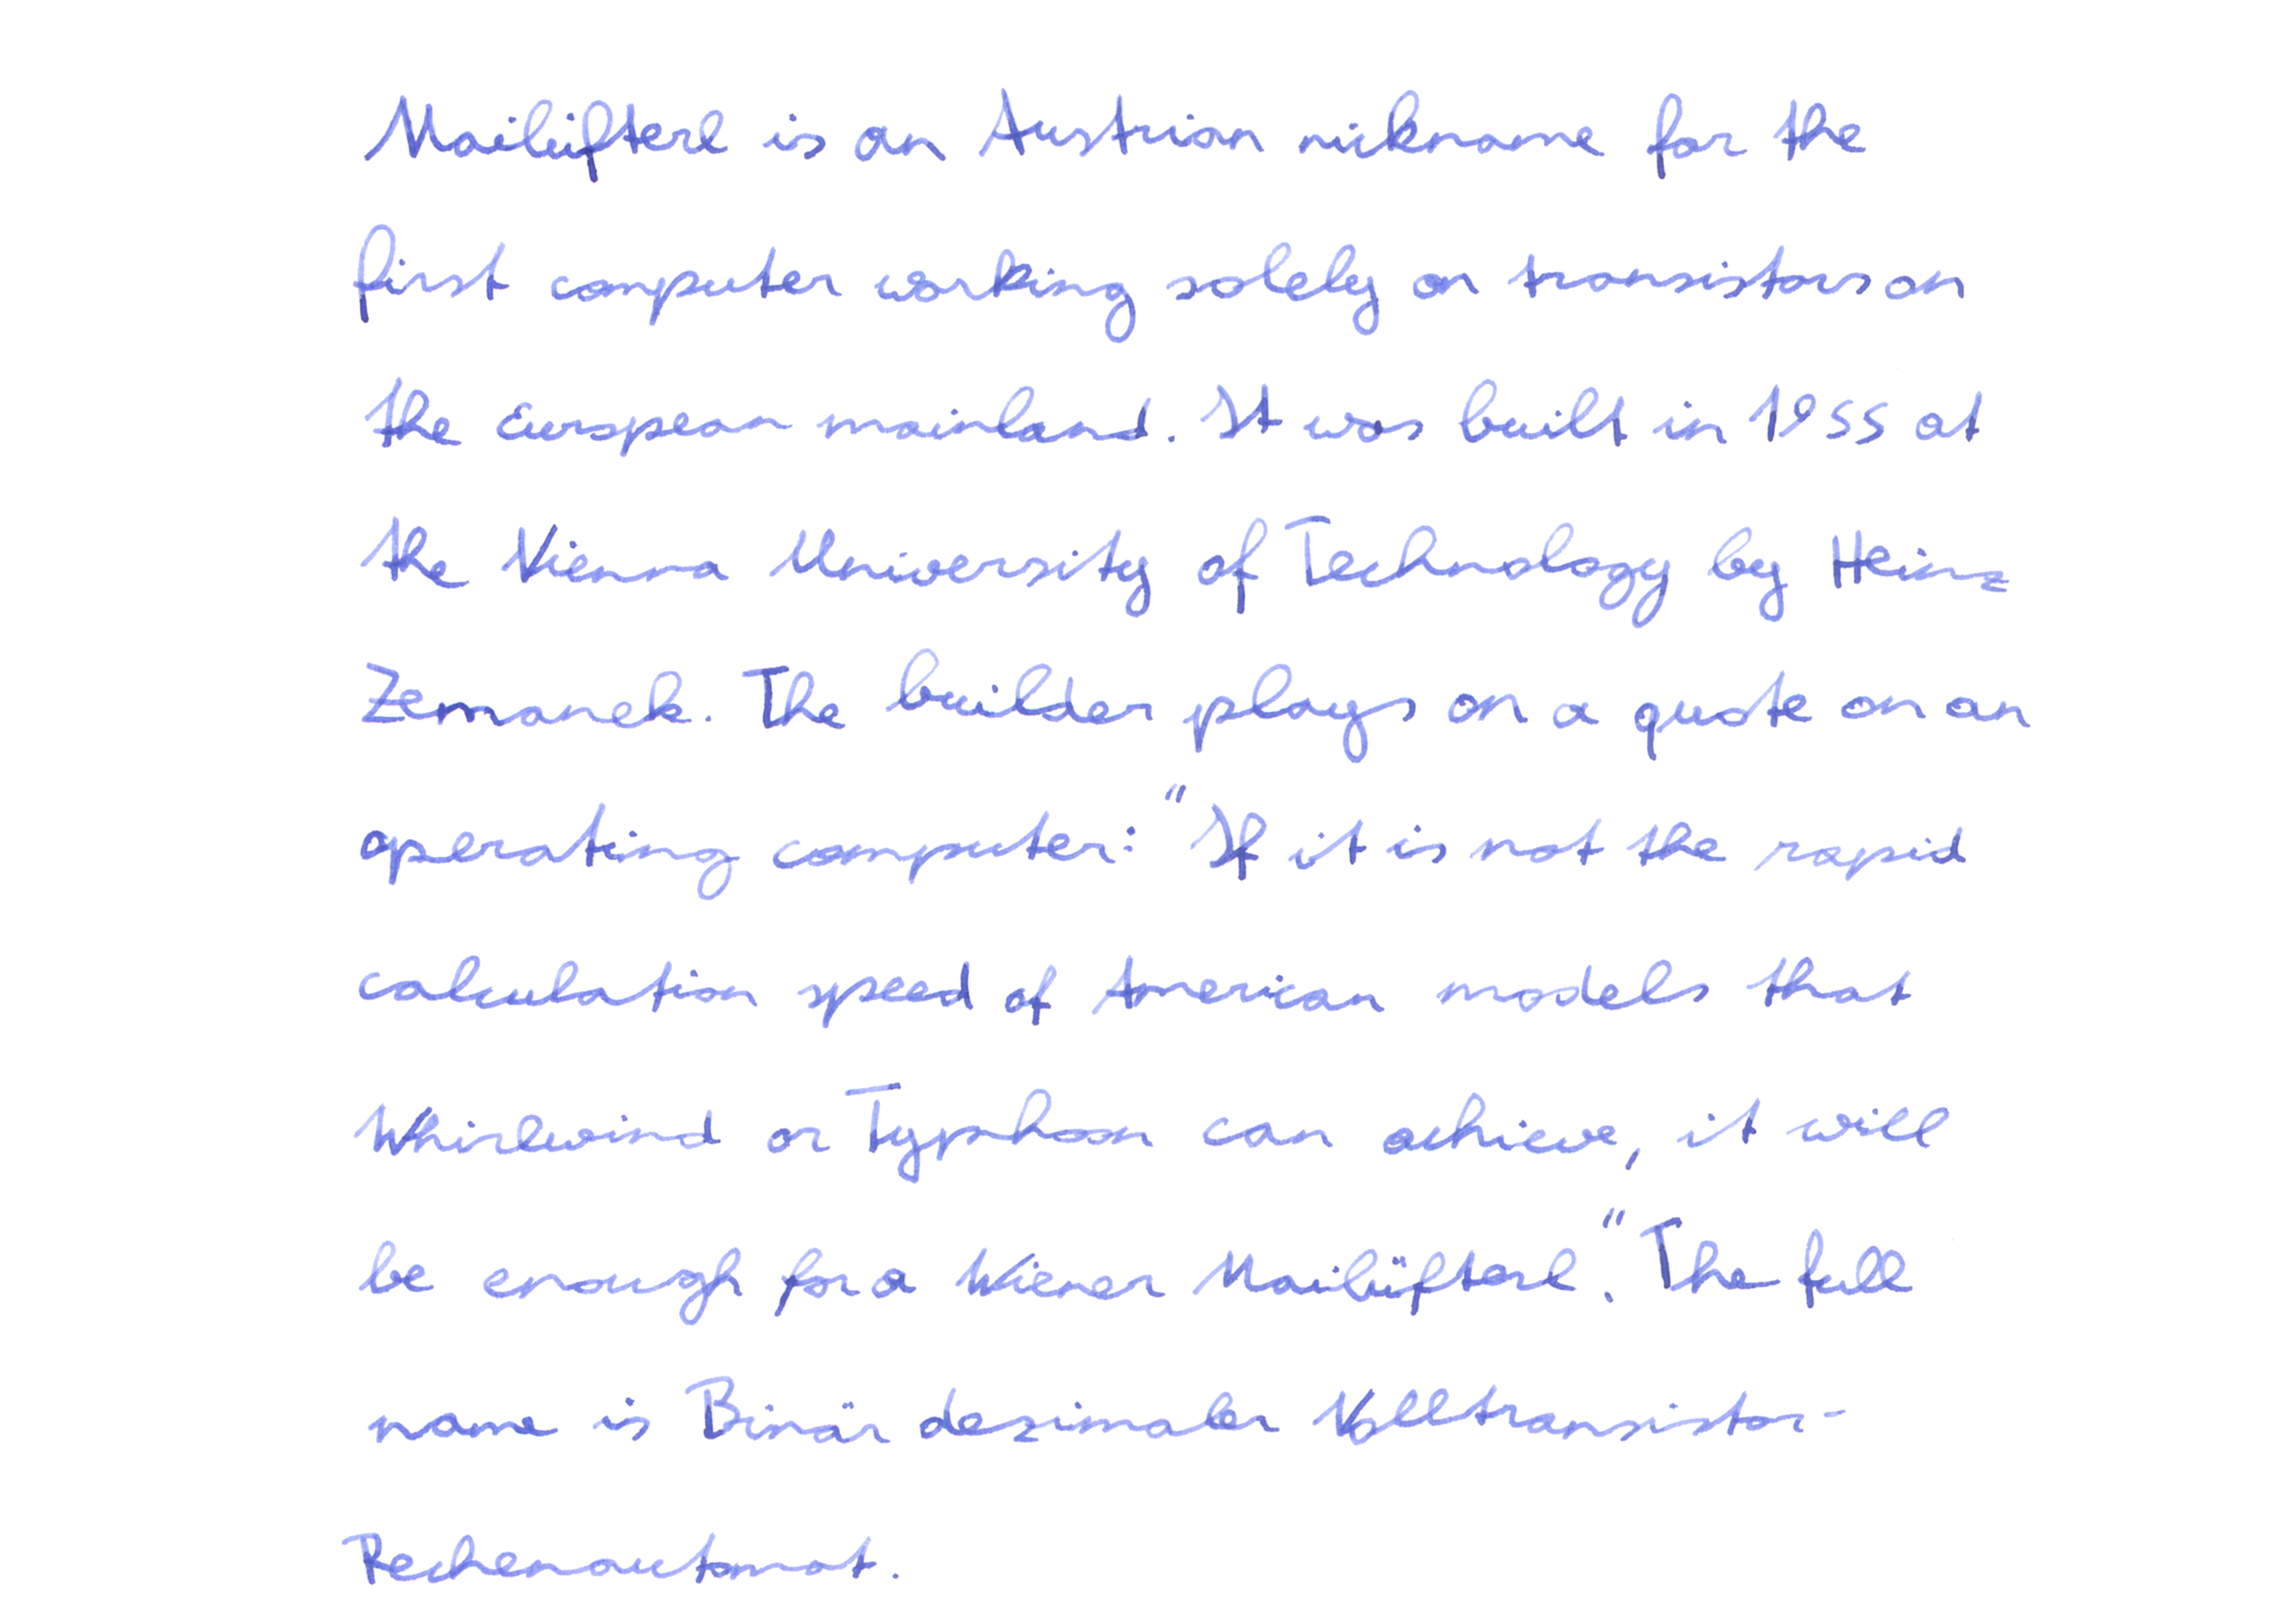 Mailüfterl is an Austrian nickname for the
first computer working solely on transistors on
the European mainland. It was built in 1955 at
the Vienna University of Technology by Heinz
Zemanek. The builder plays on a quote on an
operating computer: "If it is not the rapid
calculation speed of American models that
Whirlwind or Typhoon can achieve, it will
be enough for a Wiener Mailüfterl." The full
name is Binär dezimaler Volltransistor-
Rechenautomat.